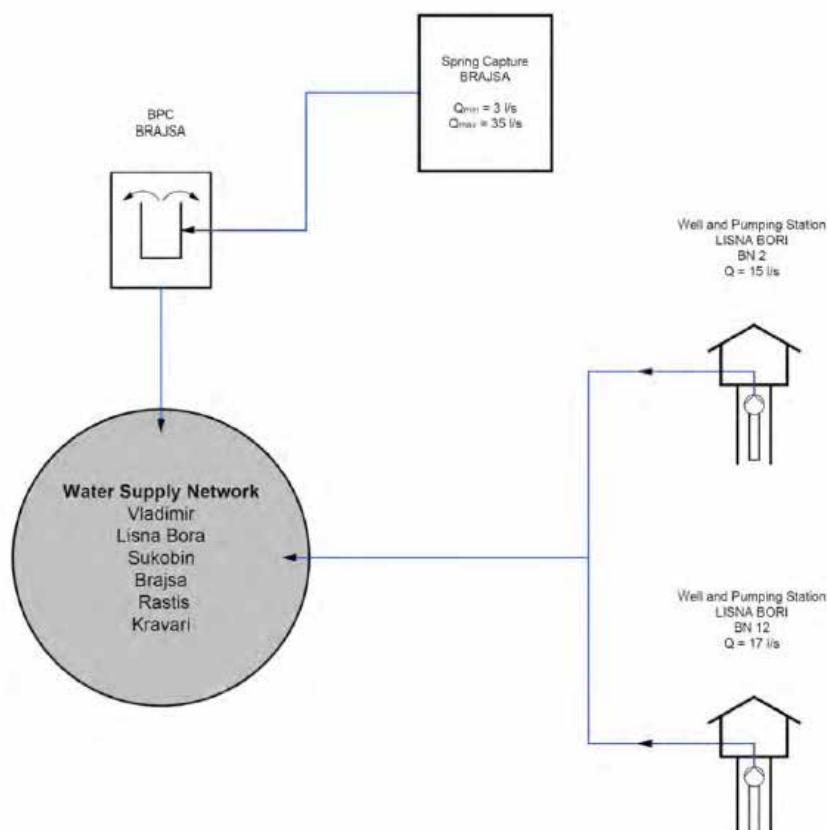 Spring Capture
BRAJSA
Qmin = 3 l/s
Qmax = 35 l/s
BPC
BRAJSA
Well and Pumping Station
LISNA BORI
BN 2
Q = 15 l/s
Water Supply Network
Vladimir
Lisna Bora
Sukobin
Brajsa
Rastis
Kravari
Well and Pumping Station
LISNA BORI
BN 12
Q = 17 l/s